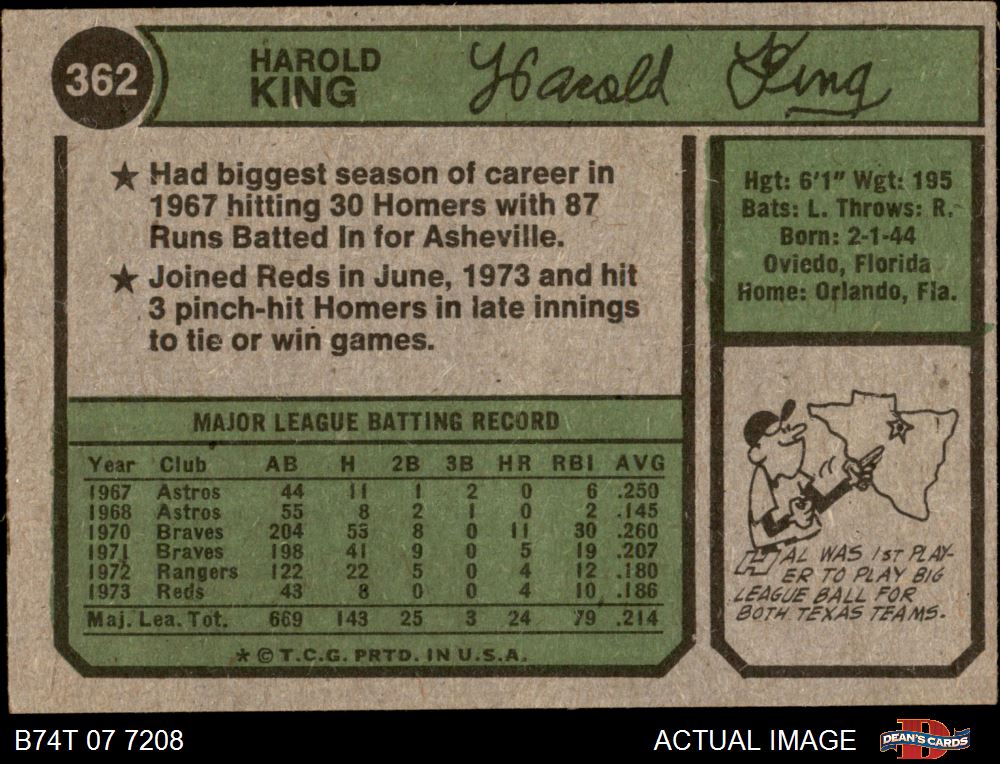 362
HAROLD
KING
Harold King
★ Had biggest season of career in
1967 hitting 30 Homers with 87
Runs Batted In for Asheville.
★ Joined Reds in June, 1973 and hit
3 pinch-hit Homers in late innings
to tie or win games.
Hgt: 6'1" Wgt: 195
Bats: L. Throws: R.
Born: 2-1-44
Oviedo, Florida
Home: Orlando, Fla.
MAJOR LEAGUE BATTING RECORD
Year Club AB H 2B 3B HR RBI AVG
1967 Astros 44 11 1 2 0 6 .250
1968 Astros 55 8 2 1 0 2 .145
1970 Braves 204 53 8 0 11 30 .260
1971 Braves 198 41 9 0 5 19 .207
1972 Rangers 122 22 5 0 4 12 .180
1973 Reds 43 8 0 0 4 10 .186
Maj. Lea. Tot. 669 143 25 3 24 79 .214
* © T.C.G. PRTD. IN U.S.A.
HAL WAS 1ST PLAY-
ER TO PLAY BIG
LEAGUE BALL FOR
BOTH TEXAS TEAMS.
B74T 07 7208
ACTUAL IMAGE
D
DEAN'S CARDS